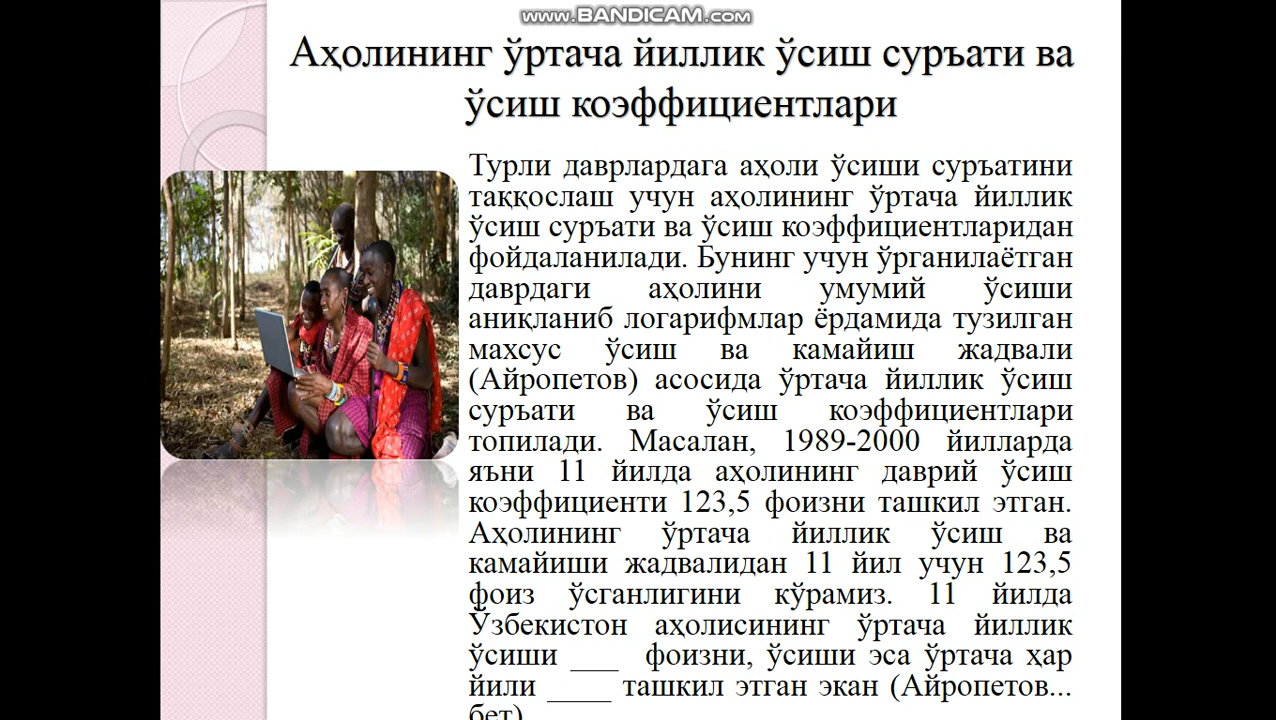 www.BANDICAM.com
Аҳолининг ўртача йиллик ўсиш суръати ва
ўсиш коэффициентлари
Турли даврлардага аҳоли ўсиши суръатини
таққослаш учун аҳолининг ўртача йиллик
ўсиш суръати ва ўсиш коэффициентларидан
фойдаланилади. Бунинг учун ўрганилаётган
даврдаги аҳолини умумий ўсиши
аниқланиб логарифмлар ёрдамида тузилган
махсус ўсиш ва камайиш жадвали
(Айропетов) асосида ўртача йиллик ўсиш
суръати ва ўсиш коэффициентлари
топилади. Масалан, 1989-2000 йилларда
яъни 11 йилда аҳолининг даврий ўсиш
коэффициенти 123,5 фоизни ташкил этган.
Аҳолининг ўртача йиллик ўсиш ва
камайиши жадвалидан 11 йил учун 123,5
фоиз ўсганлигини кўрамиз. 11 йилда
Ўзбекистон аҳолисининг ўртача йиллик
ўсиши ___ фоизни, ўсиши эса ўртача ҳар
йили ____ ташкил этган экан (Айропетов...
бет)